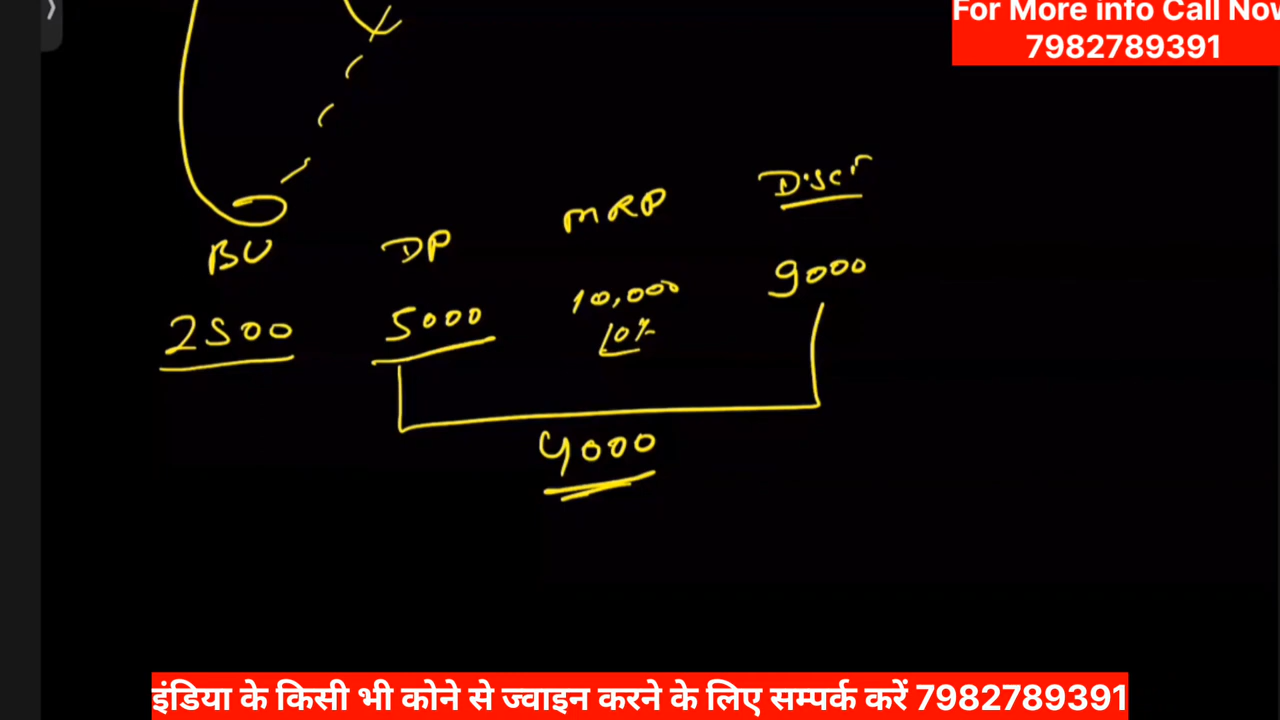 For More info Call Now
7982789391
BV DP MRP Disc
2500 5000 10,000 9000
10%
4000
इंडिया के किसी भी कोने से ज्वाइन करने के लिए सम्पर्क करें 7982789391